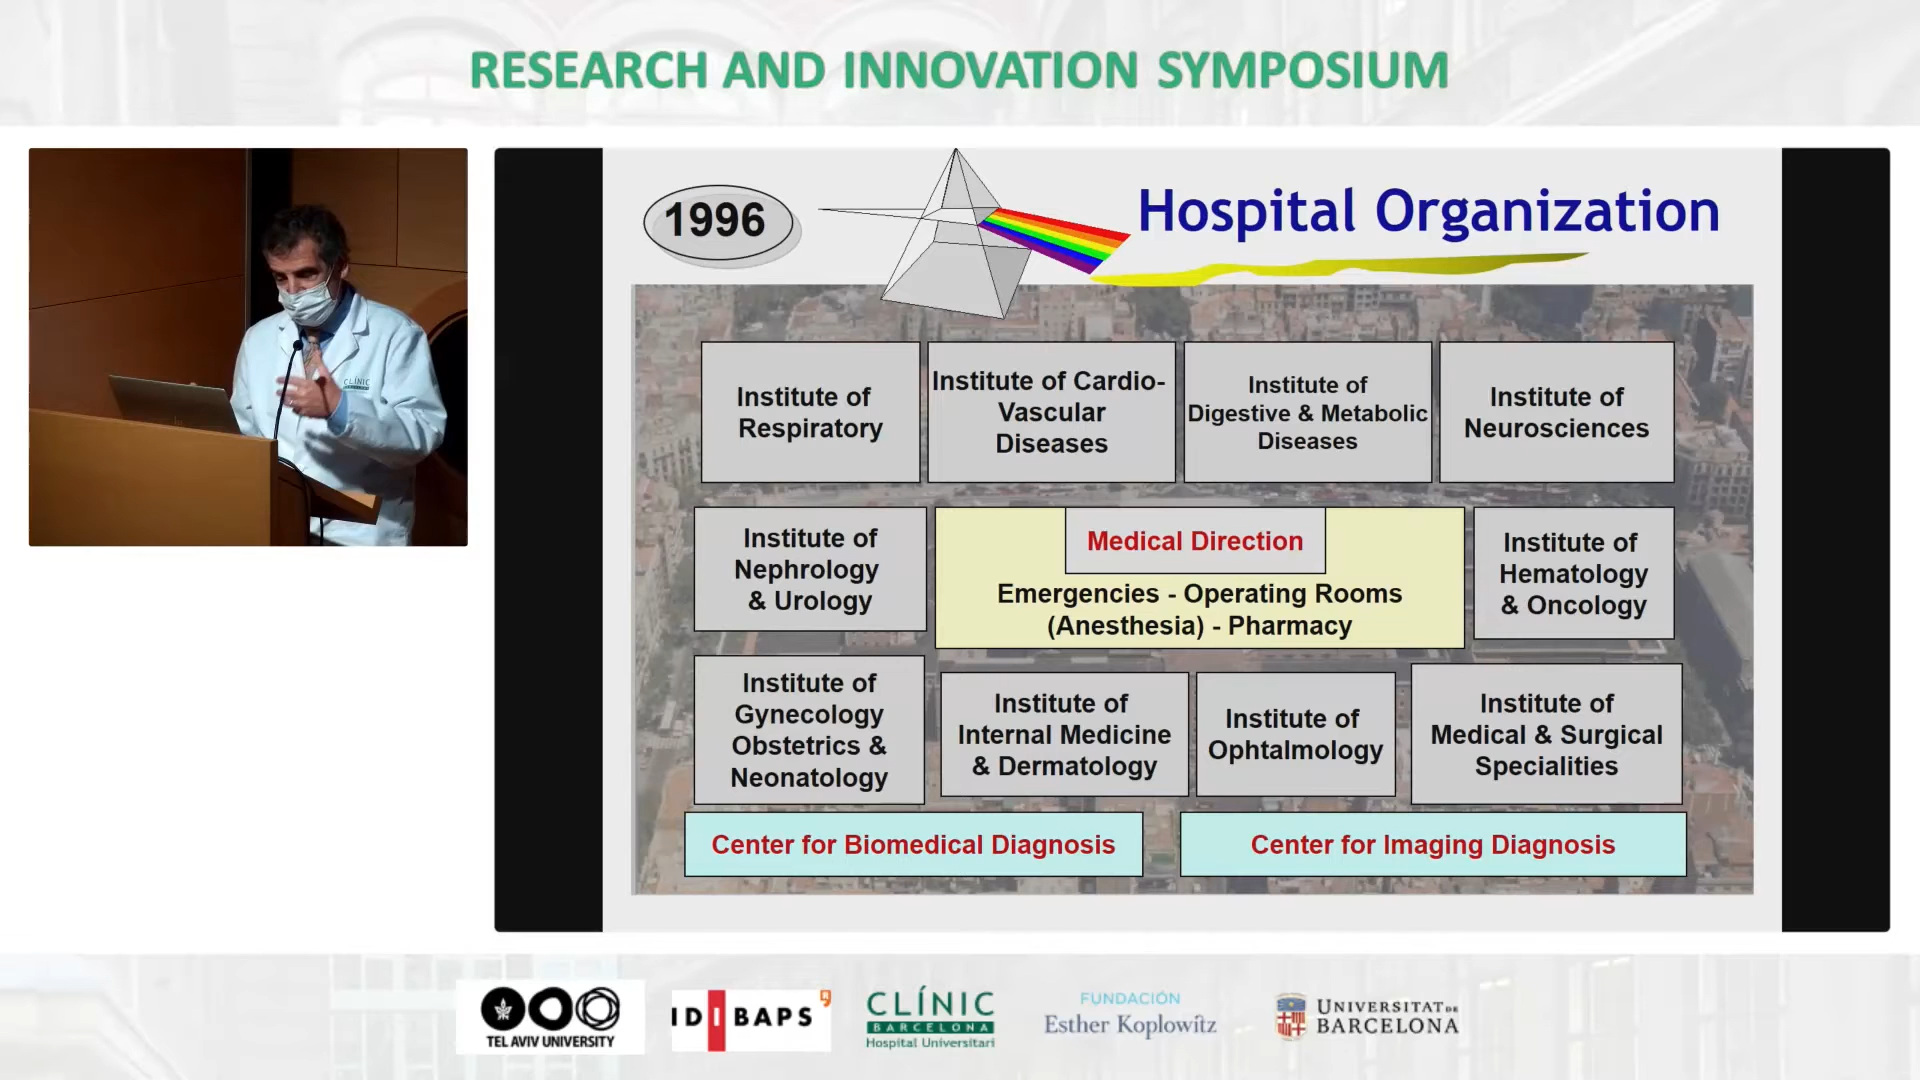 RESEARCH AND INNOVATION SYMPOSIUM
CLÍNIC
1996
Hospital Organization
Institute of
Respiratory
Institute of Cardio-
Vascular
Diseases
Institute of
Digestive & Metabolic
Diseases
Institute of
Neurosciences
Institute of
Nephrology
& Urology
Medical Direction
Emergencies - Operating Rooms
(Anesthesia) - Pharmacy
Institute of
Hematology
& Oncology
Institute of
Gynecology
Obstetrics &
Neonatology
Institute of
Internal Medicine
& Dermatology
Institute of
Ophtalmology
Institute of
Medical & Surgical
Specialities
Center for Biomedical Diagnosis
Center for Imaging Diagnosis
TEL AVIV UNIVERSITY
IDIBAPS
CLÍNIC
BARCELONA
Hospital Universitari
FUNDACIÓN
Esther Koplowitz
UNIVERSITAT DE
BARCELONA